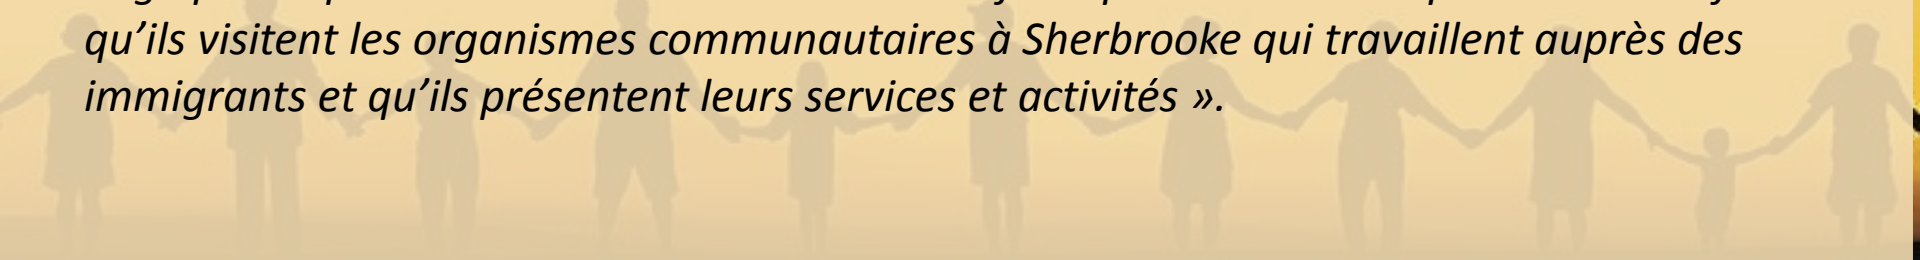 qu’ils visitent les organismes communautaires à Sherbrooke qui travaillent auprès des
immigrants et qu’ils présentent leurs services et activités ».